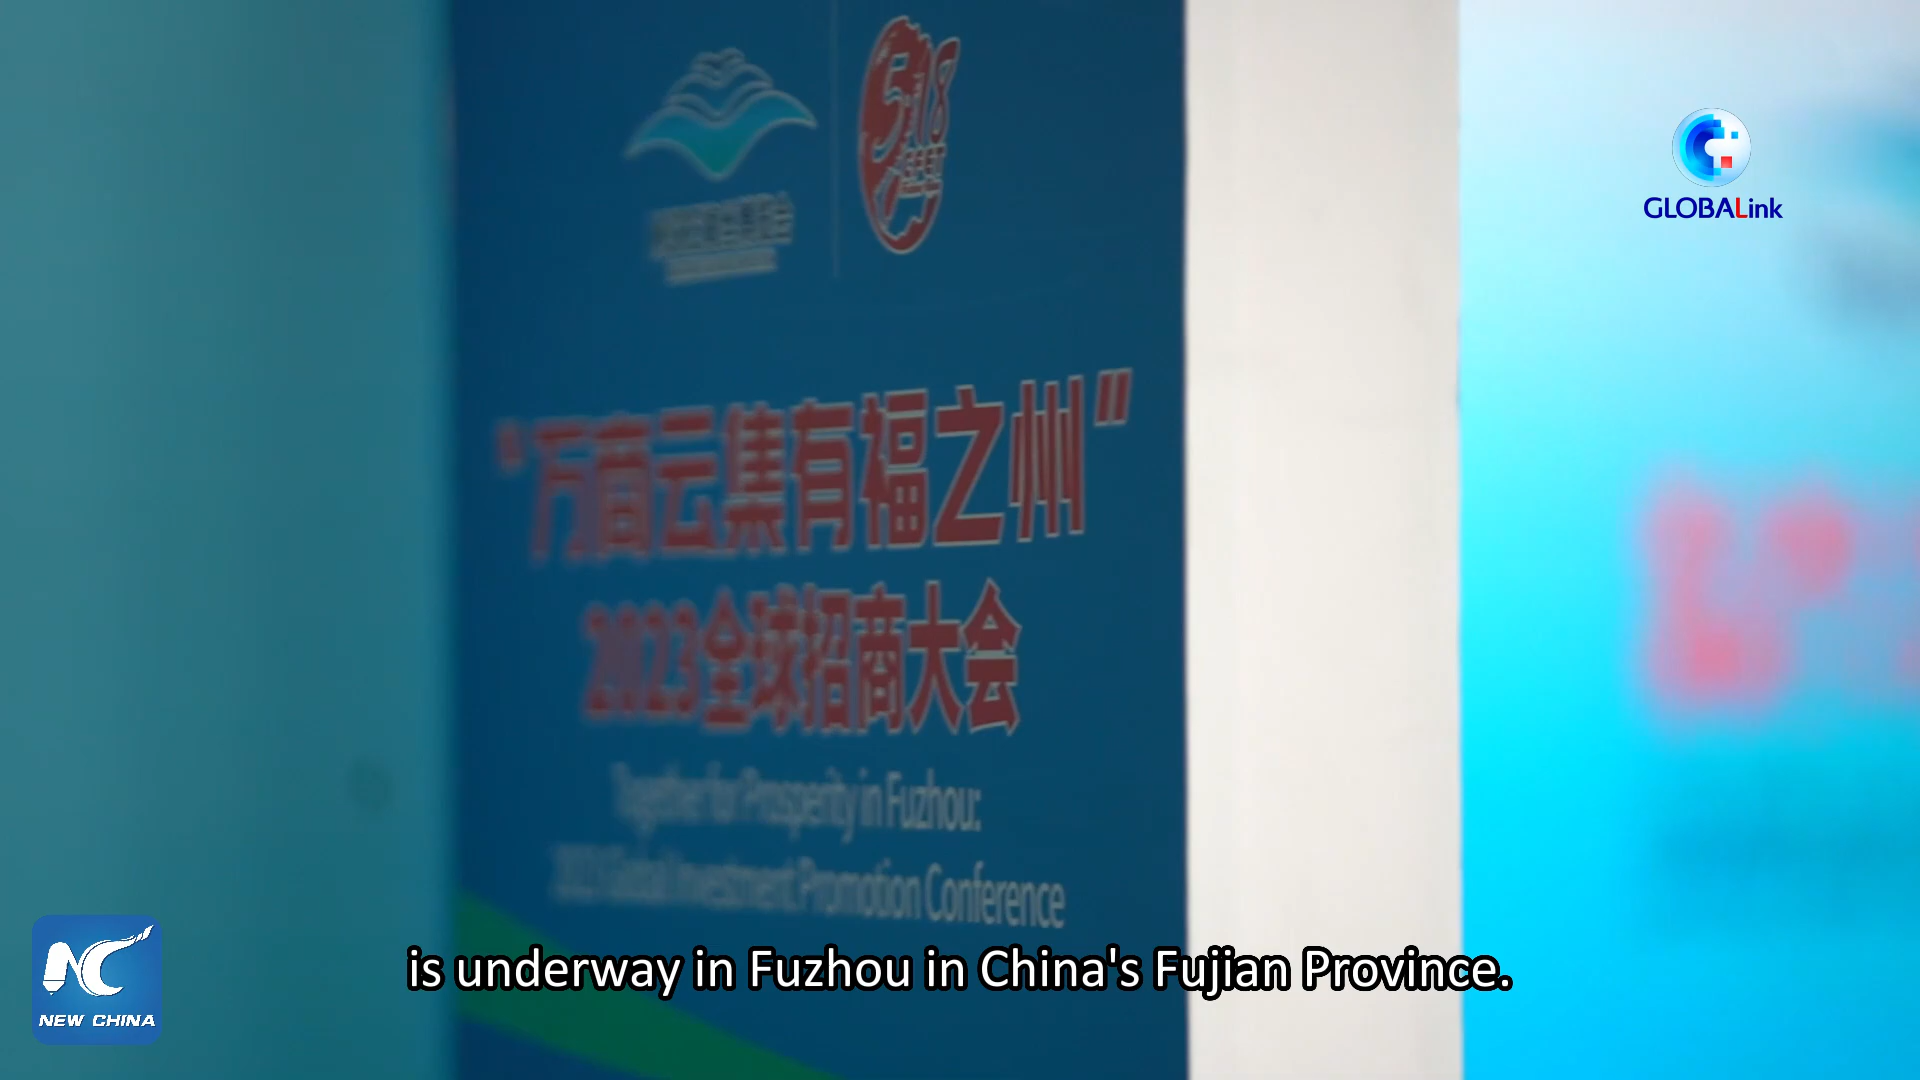 5·18
GLOBALink
“万商云集有福之州”
2023全球招商大会
Together for Prosperity in Fuzhou:
2023 Global Investment Promotion Conference
is underway in Fuzhou in China's Fujian Province.
NEW CHINA